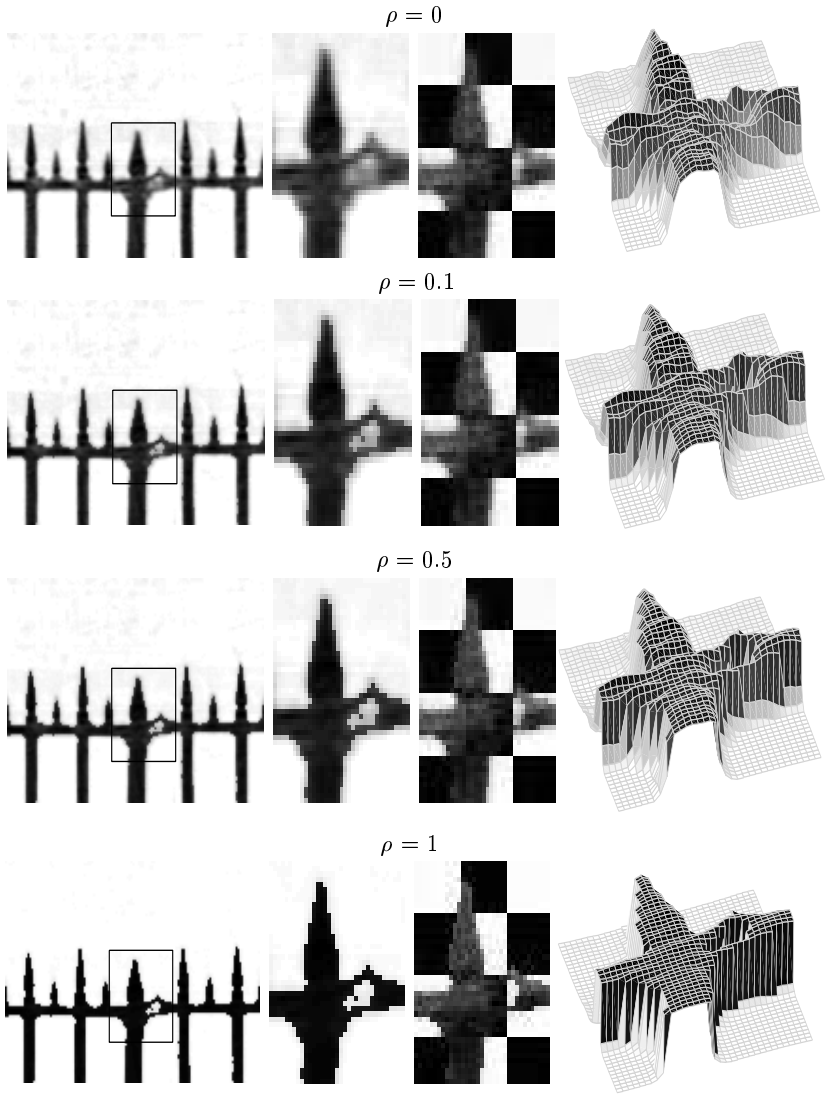 ρ = 0
ρ = 0.1
ρ = 0.5
ρ = 1